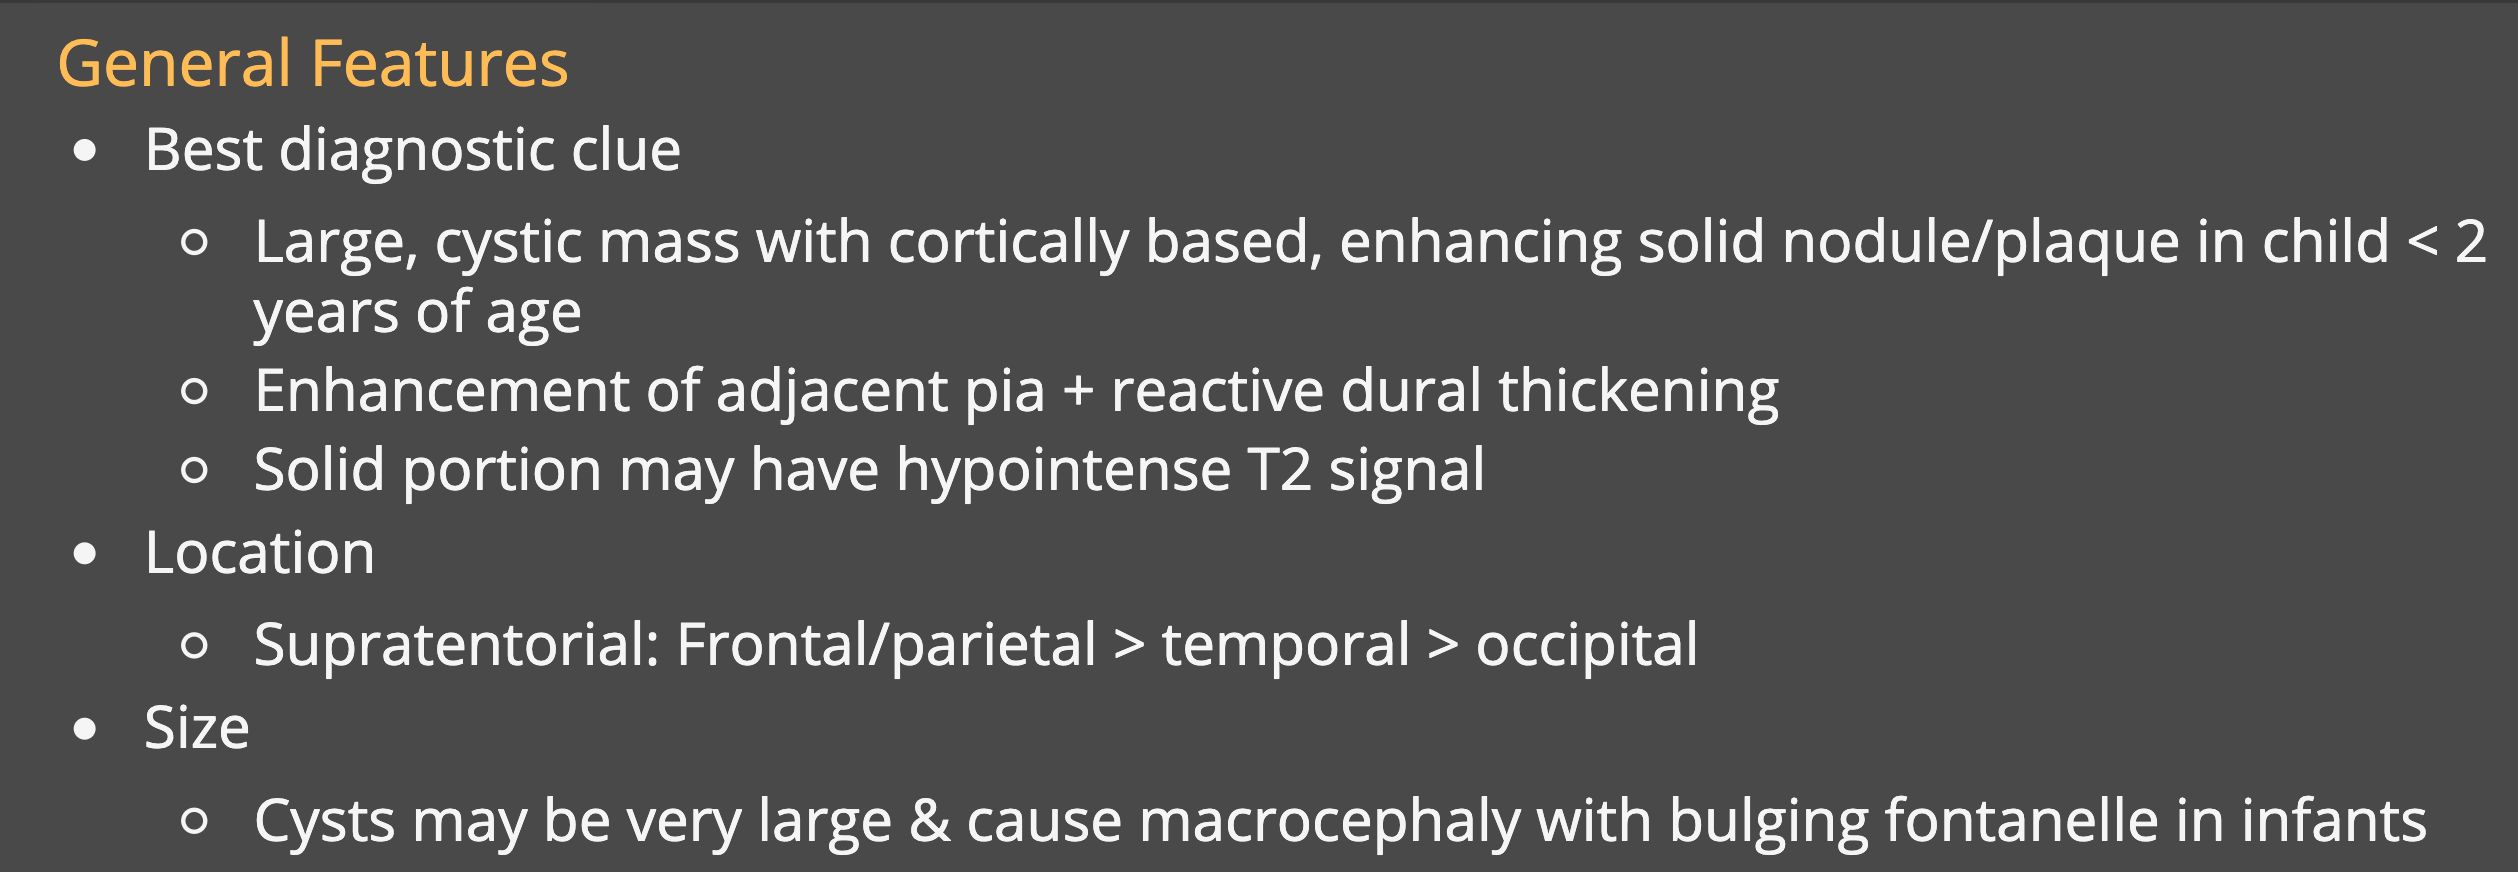 General Features
● Best diagnostic clue
○ Large, cystic mass with cortically based, enhancing solid nodule/plaque in child < 2
years of age
○ Enhancement of adjacent pia + reactive dural thickening
○ Solid portion may have hypointense T2 signal
● Location
○ Supratentorial: Frontal/parietal > temporal > occipital
● Size
○ Cysts may be very large & cause macrocephaly with bulging fontanelle in infants